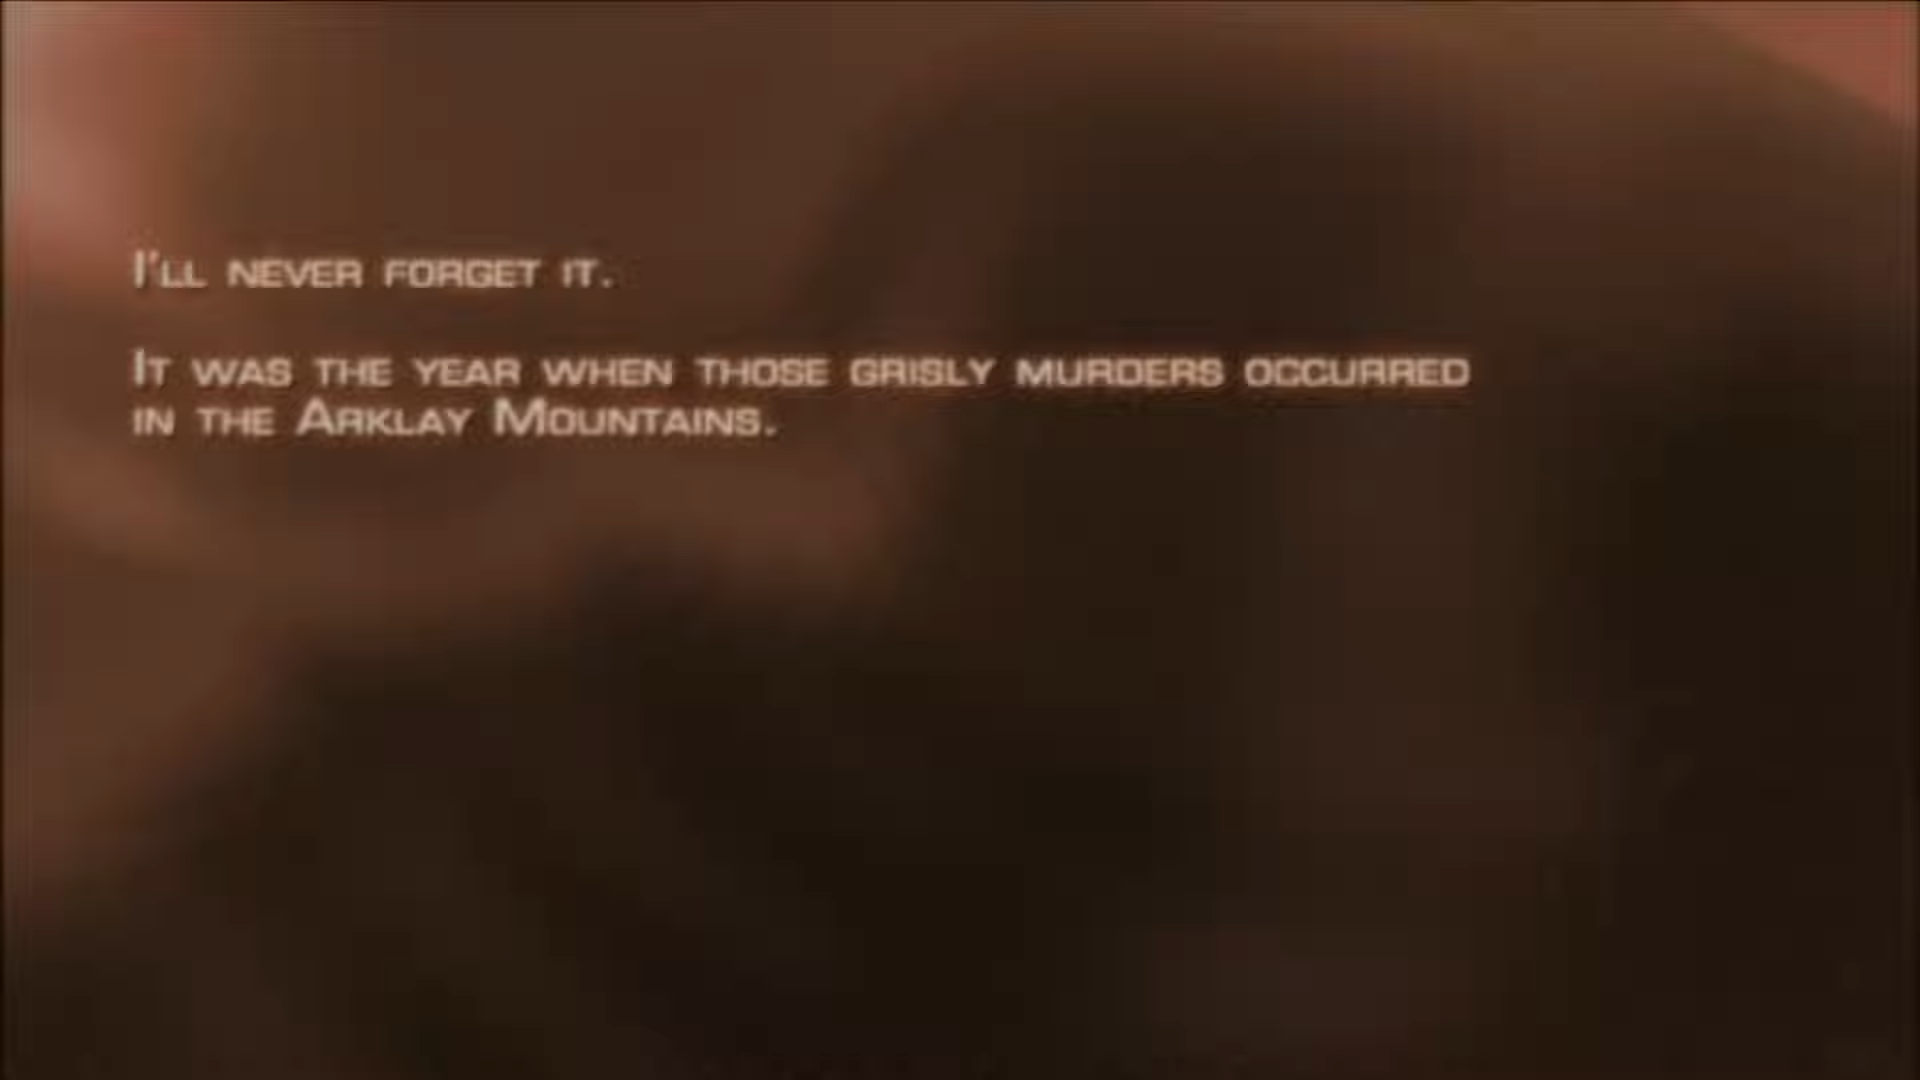 I'll never forget it.
It was the year when those grisly murders occurred
in the Arklay Mountains.